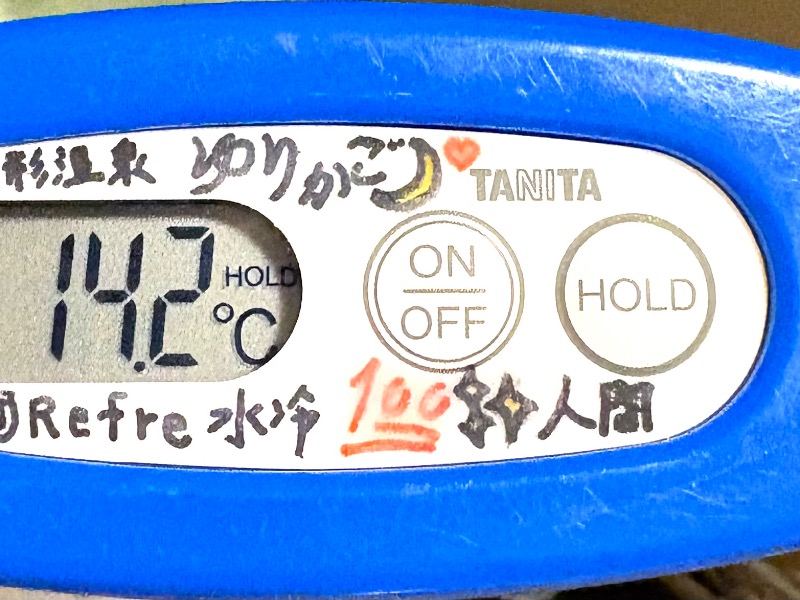 形温泉 ゆりかご
TANITA
14.2 HOLD
°C
ON
OFF
HOLD
Refre 水冷 100 人間